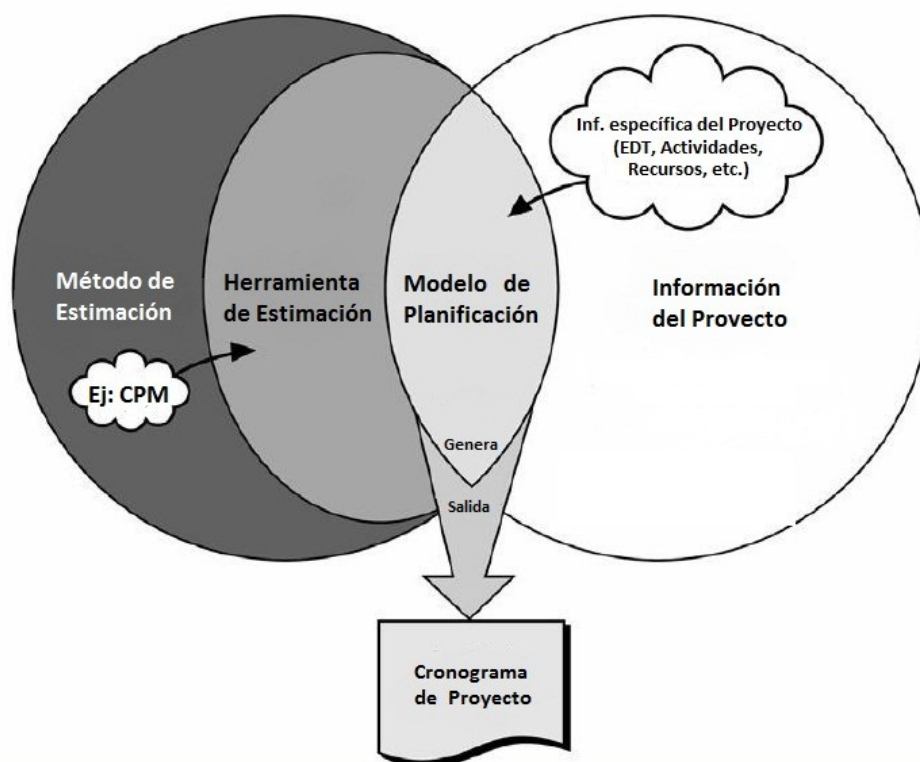 Inf. específica del Proyecto
(EDT, Actividades,
Recursos, etc.)
Método de
Estimación
Herramienta
de Estimación
Modelo de
Planificación
Información
del Provecto
Ej: CPM
Genera
Salida
Cronograma
de Proyecto